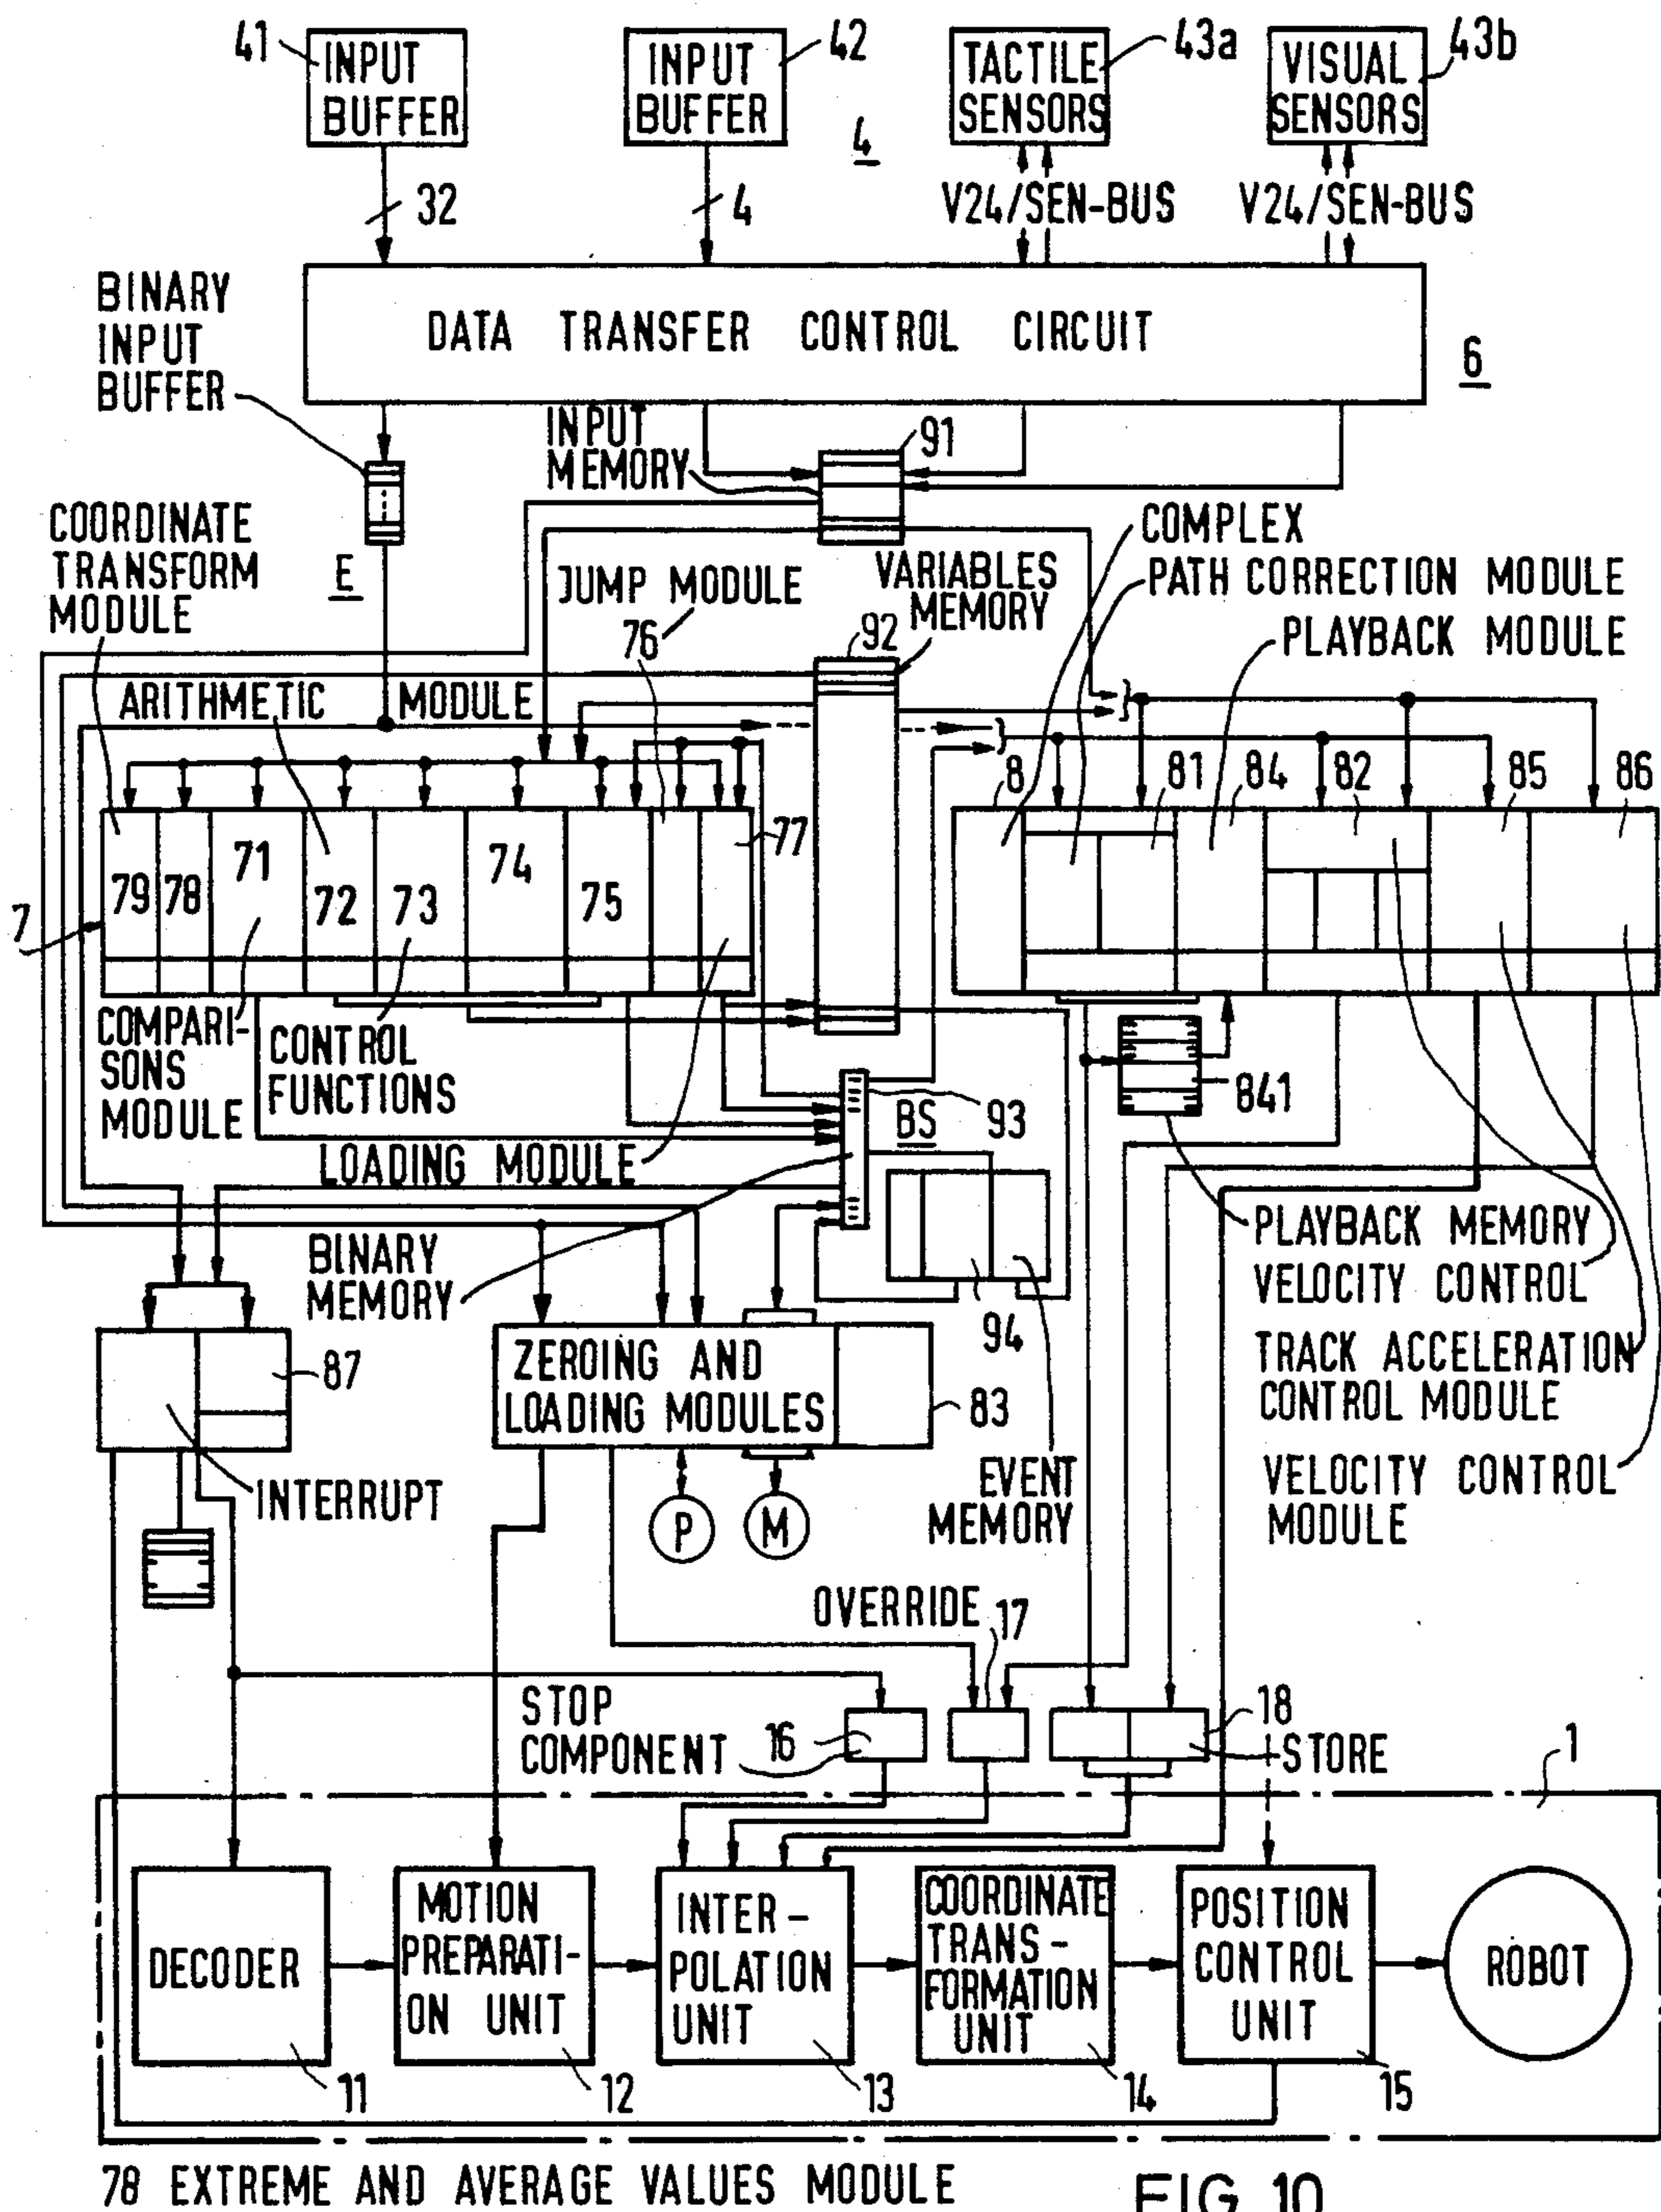 41
INPUT
BUFFER
42
INPUT
BUFFER
43a
TACTILE
SENSORS
43b
VISUAL
SENSORS
4
32
4
V24/SEN-BUS
V24/SEN-BUS
BINARY
INPUT
BUFFER
DATA TRANSFER CONTROL CIRCUIT
6
INPUT
MEMORY
91
COORDINATE
TRANSFORM
MODULE
E
JUMP MODULE
76
VARIABLES
MEMORY
92
COMPLEX
PATH CORRECTION MODULE
PLAYBACK MODULE
ARITHMETIC MODULE
8
81
84
82
85
86
7
79
78
71
72
73
74
75
77
COMPARI-
SONS
MODULE
CONTROL
FUNCTIONS
LOADING MODULE
93
BS
841
BINARY
MEMORY
94
PLAYBACK MEMORY
VELOCITY CONTROL
TRACK ACCELERATION
CONTROL MODULE
VELOCITY CONTROL
MODULE
87
INTERRUPT
ZEROING AND
LOADING MODULES
83
P
M
EVENT
MEMORY
OVERRIDE
17
STOP
COMPONENT
16
18
STORE
1
DECODER
11
MOTION
PREPARATI-
ON UNIT
12
INTER-
POLATION
UNIT
13
COORDINATE
TRANS-
FORMATION
UNIT
14
POSITION
CONTROL
UNIT
15
ROBOT
78 EXTREME AND AVERAGE VALUES MODULE
FIG 10